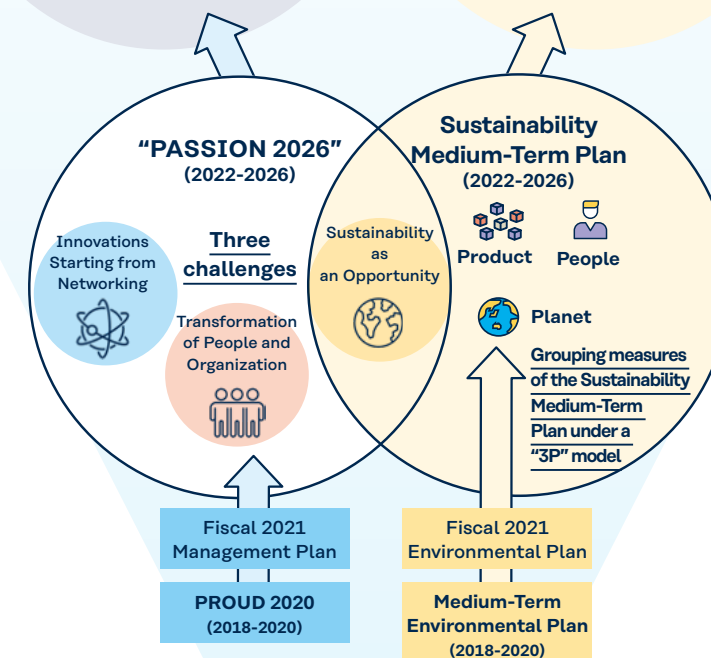 “PASSION 2026”
(2022-2026)
Innovations
Starting from
Networking
Three
challenges
Transformation
of People and
Organization
Sustainability
as
an Opportunity
Sustainability
Medium-Term Plan
(2022-2026)
Product
People
Planet
Grouping measures
of the Sustainability
Medium-Term
Plan under a
“3P” model
Fiscal 2021
Management Plan
PROUD 2020
(2018-2020)
Fiscal 2021
Environmental Plan
Medium-Term
Environmental Plan
(2018-2020)